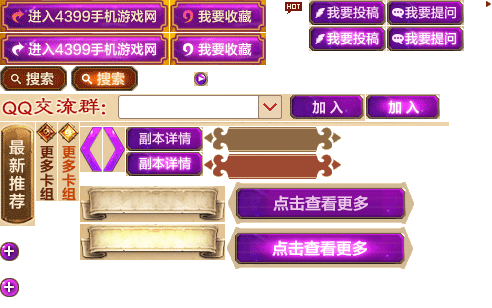 进入4399手机游戏网 我要收藏 HOT 我要投稿 我要提问
进入4399手机游戏网 我要收藏 我要投稿 我要提问
搜索 搜索
QQ交流群： 加入 加入
最新推荐
更多卡组
更多卡组
副本详情
副本详情
点击查看更多
点击查看更多